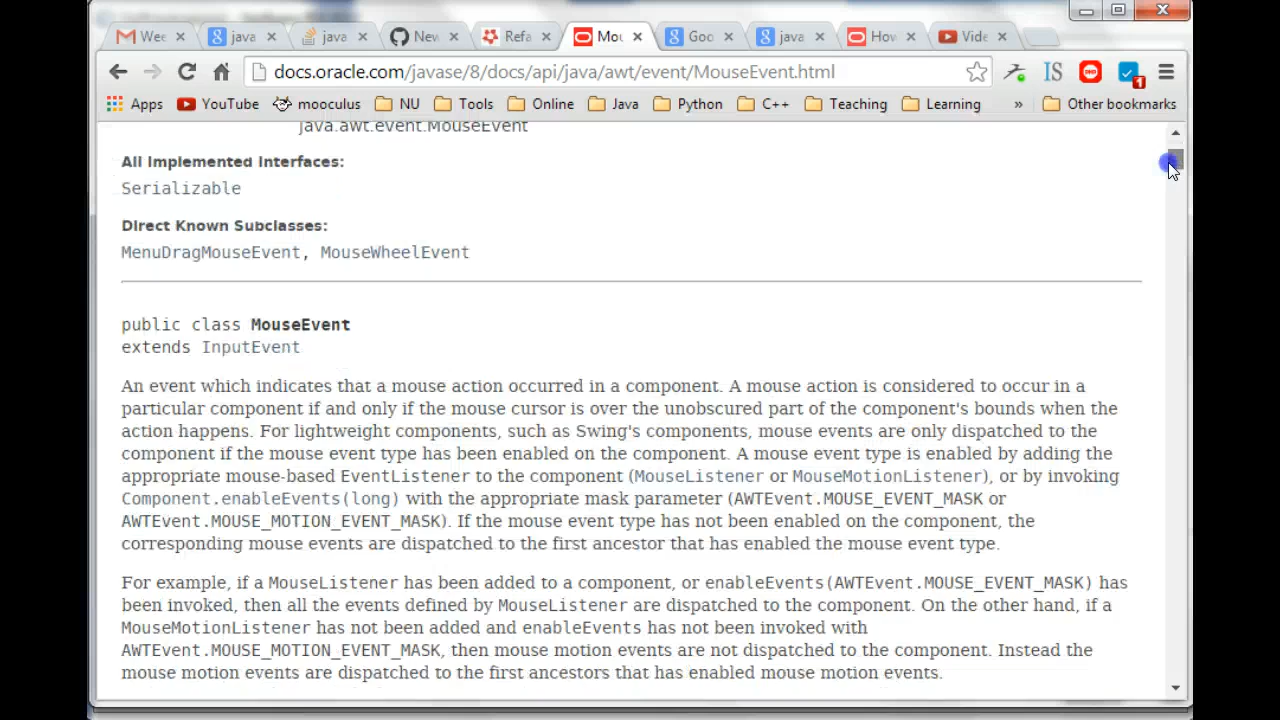 Wee java java New Refa Mou Goo java How Vide
docs.oracle.com/javase/8/docs/api/java/awt/event/MouseEvent.html
IS
1
Apps YouTube mooculus NU Tools Online Java Python C++ Teaching Learning » Other bookmarks
java.awt.event.MouseEvent
All Implemented Interfaces:
Serializable
Direct Known Subclasses:
MenuDragMouseEvent, MouseWheelEvent
public class MouseEvent
extends InputEvent
An event which indicates that a mouse action occurred in a component. A mouse action is considered to occur in a
particular component if and only if the mouse cursor is over the unobscured part of the component's bounds when the
action happens. For lightweight components, such as Swing's components, mouse events are only dispatched to the
component if the mouse event type has been enabled on the component. A mouse event type is enabled by adding the
appropriate mouse-based EventListener to the component (MouseListener or MouseMotionListener), or by invoking
Component.enableEvents(long) with the appropriate mask parameter (AWTEvent.MOUSE_EVENT_MASK or
AWTEvent.MOUSE_MOTION_EVENT_MASK). If the mouse event type has not been enabled on the component, the
corresponding mouse events are dispatched to the first ancestor that has enabled the mouse event type.
For example, if a MouseListener has been added to a component, or enableEvents(AWTEvent.MOUSE_EVENT_MASK) has
been invoked, then all the events defined by MouseListener are dispatched to the component. On the other hand, if a
MouseMotionListener has not been added and enableEvents has not been invoked with
AWTEvent.MOUSE_MOTION_EVENT_MASK, then mouse motion events are not dispatched to the component. Instead the
mouse motion events are dispatched to the first ancestors that has enabled mouse motion events.